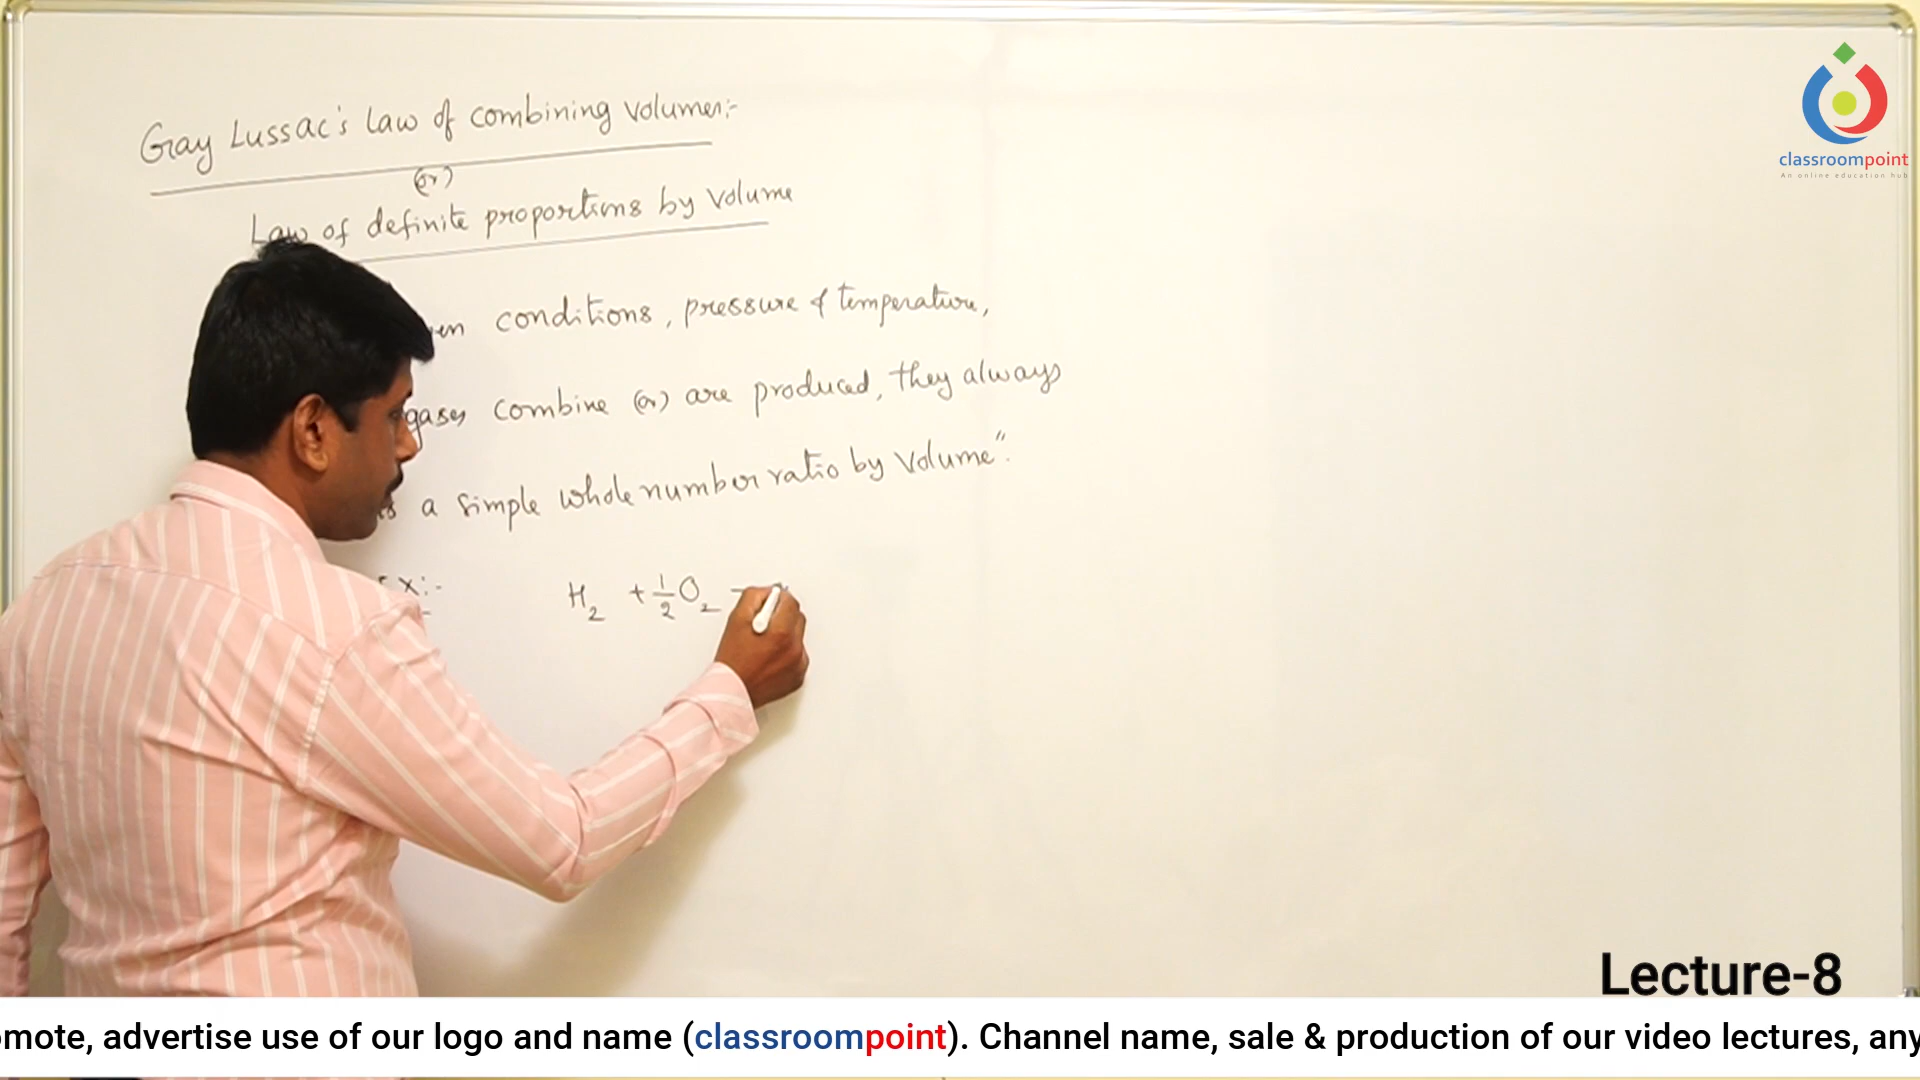 Gray Lussac's law of combining volumes:-
(or)
Law of definite proportions by volume
conditions, pressure & temperature,
gases combine (or) are produced, they always
a simple whole number ratio by volume".
Ex:- H2 + 1/2 O2
classroompoint
An online education hub
Lecture-8
omote, advertise use of our logo and name (classroompoint). Channel name, sale & production of our video lectures, any